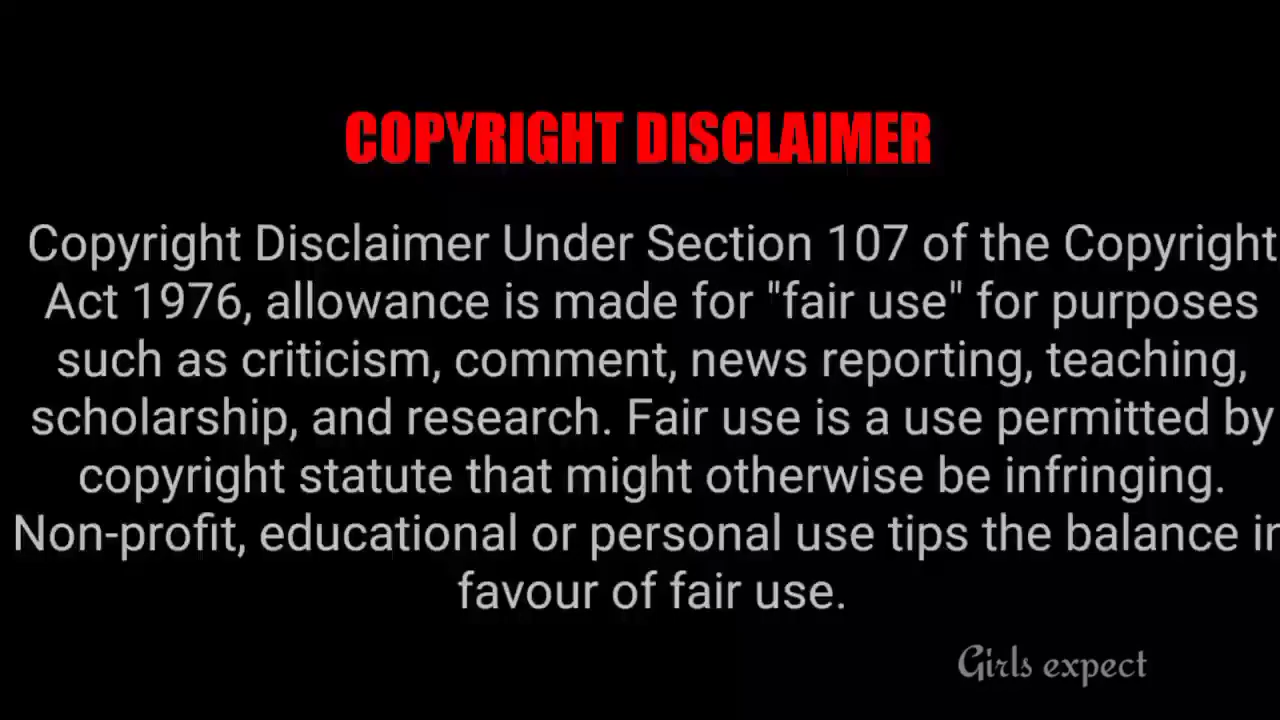 COPYRIGHT DISCLAIMER
Copyright Disclaimer Under Section 107 of the Copyright
Act 1976, allowance is made for "fair use" for purposes
such as criticism, comment, news reporting, teaching,
scholarship, and research. Fair use is a use permitted by
copyright statute that might otherwise be infringing.
Non-profit, educational or personal use tips the balance in
favour of fair use.
Girls expect